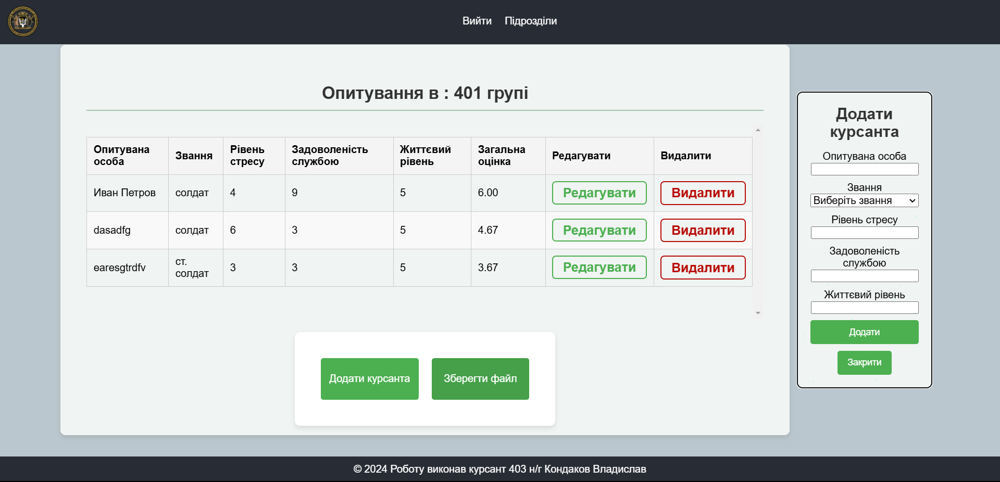 Вийти Підрозділи
Опитування в : 401 групі
Опитувана особа Звання Рівень стресу Задоволеність службою Життєвий рівень Загальна оцінка Редагувати Видалити
Иван Петров солдат 4 9 5 6.00 Редагувати Видалити
dasadfg солдат 6 3 5 4.67 Редагувати Видалити
earesgtrdfv ст. солдат 3 3 5 3.67 Редагувати Видалити
Додати курсанта Зберегти файл
Додати
курсанта
Опитувана особа
Звання
Виберіть звання
Рівень стресу
Задоволеність
службою
Життєвий рівень
Додати
Закрити
© 2024 Роботу виконав курсант 403 н/г Кондаков Владислав